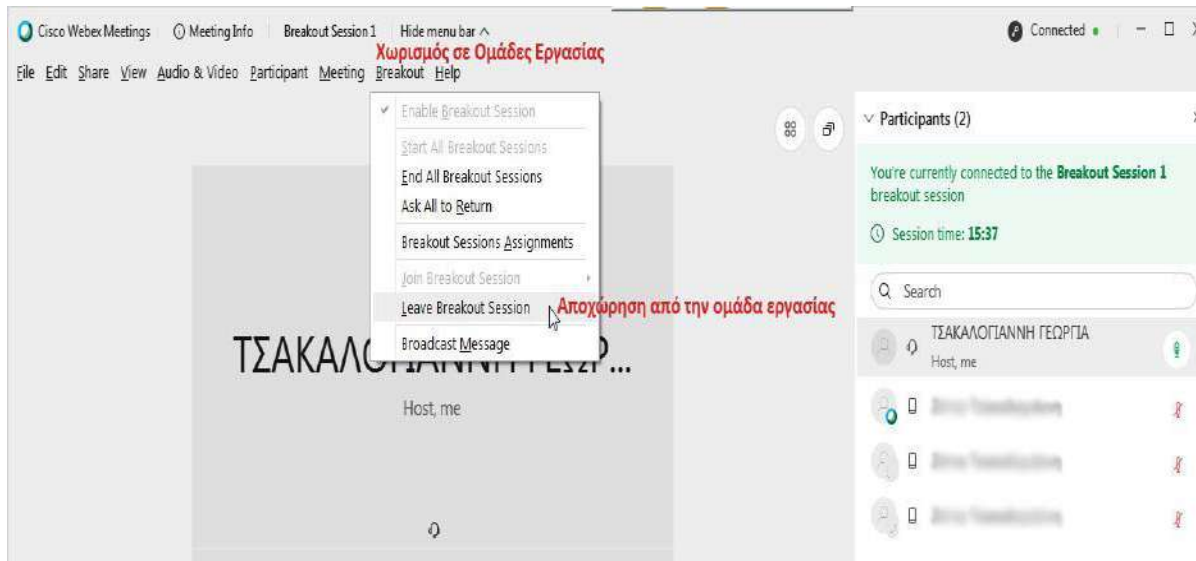 Cisco Webex Meetings Meeting Info Breakout Session 1 Hide menu bar Connected
Χωρισμός σε Ομάδες Εργασίας
File Edit Share View Audio & Video Participant Meeting Breakout Help
Enable Breakout Session
Start All Breakout Sessions
End All Breakout Sessions
Ask All to Return
Breakout Sessions Assignments
Join Breakout Session
Leave Breakout Session
Αποχώρηση από την ομάδα εργασίας
Broadcast Message
Host, me
Participants (2)
You're currently connected to the Breakout Session 1
breakout session
Session time: 15:37
Search
ΤΣΑΚΑΛΟΓΙΑΝΝΗ ΓΕΩΡΓΙΑ
Host, me